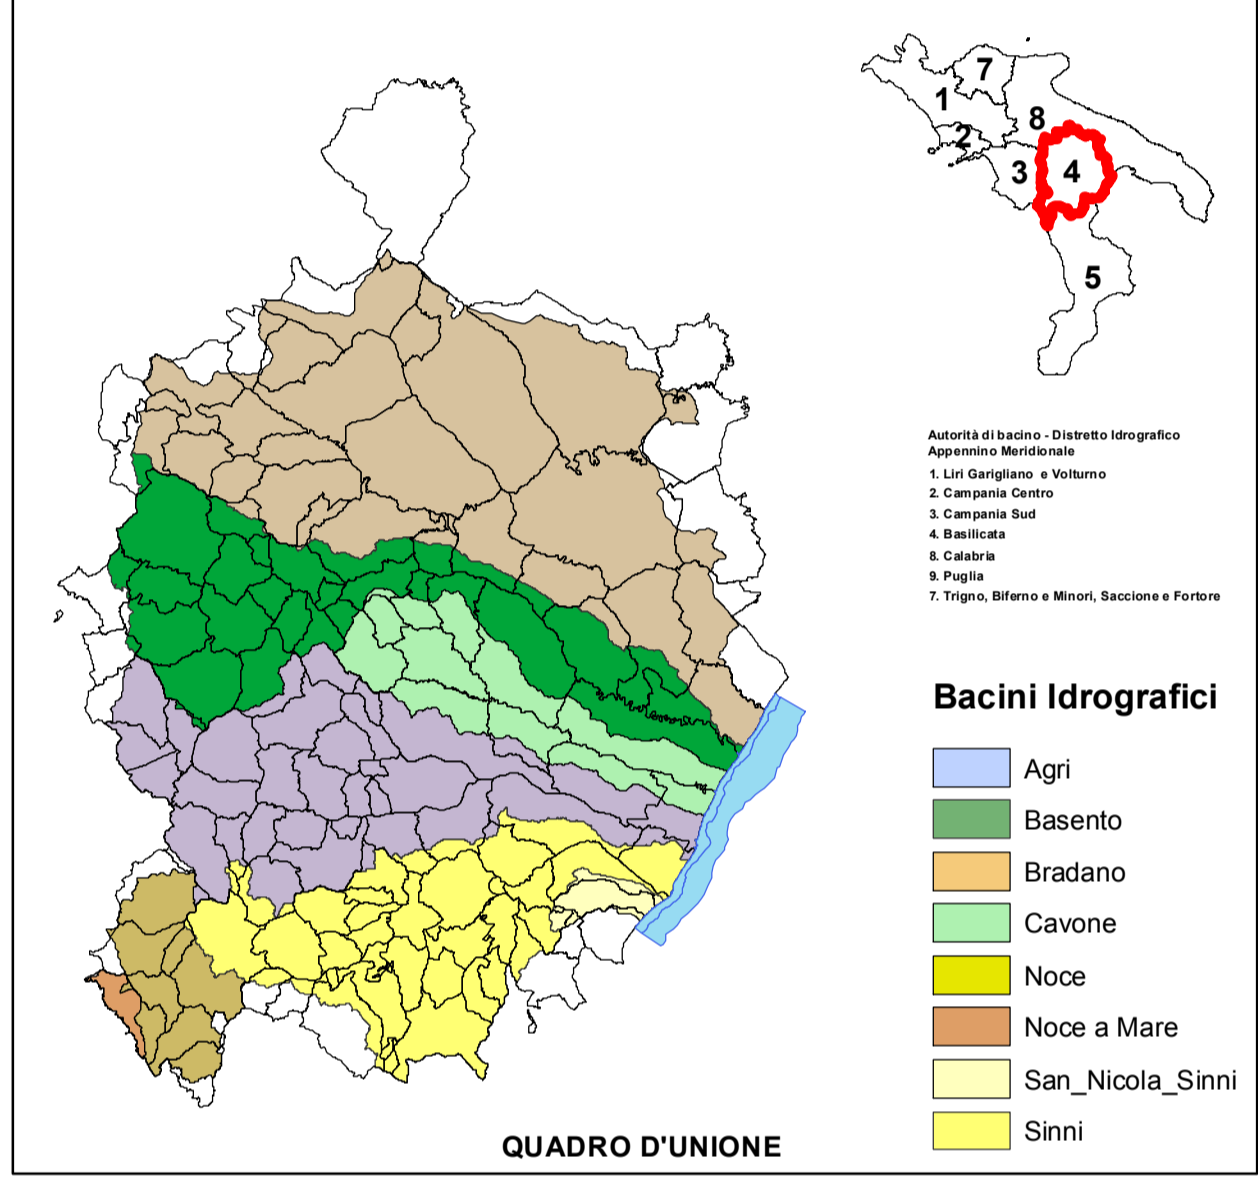 7
1
8
2
3
4
5
Autorità di bacino - Distretto Idrografico
Appennino Meridionale
1. Liri Garigliano e Volturno
2. Campania Centro
3. Campania Sud
4. Basilicata
8. Calabria
9. Puglia
7. Trigno, Biferno e Minori, Saccione e Fortore
Bacini Idrografici
Agri
Basento
Bradano
Cavone
Noce
Noce a Mare
San_Nicola_Sinni
Sinni
QUADRO D'UNIONE